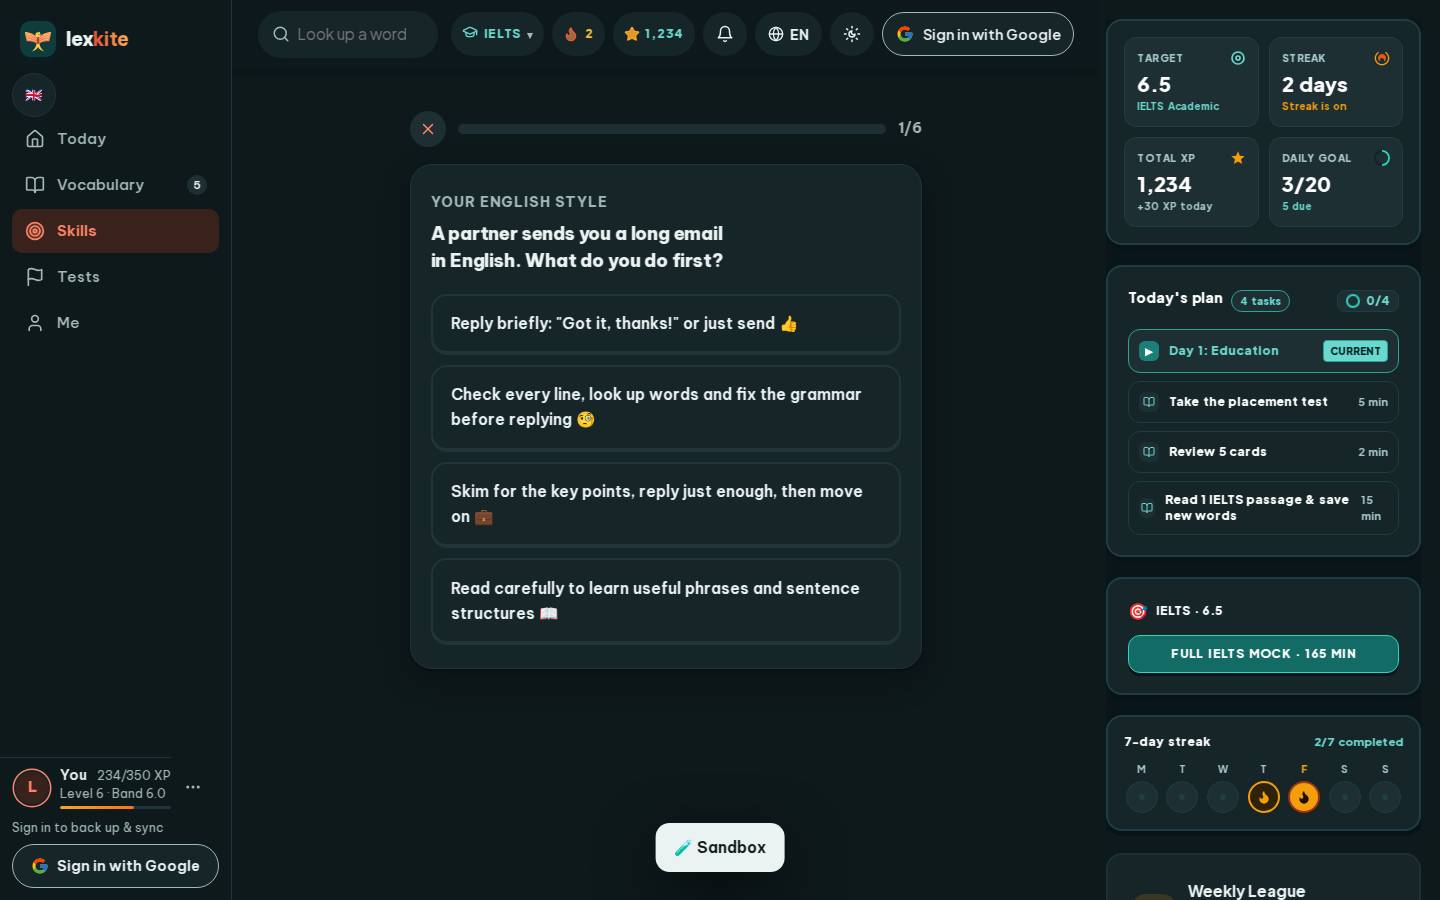 lexkite
Today
Vocabulary 5
Skills
Tests
Me
You 234/350 XP
Level 6 · Band 6.0
Sign in to back up & sync
Sign in with Google
Look up a word
IELTS ▾
2
1,234
EN
Sign in with Google
1/6
YOUR ENGLISH STYLE
A partner sends you a long email
in English. What do you do first?
Reply briefly: "Got it, thanks!" or just send 👍
Check every line, look up words and fix the grammar
before replying 🧐
Skim for the key points, reply just enough, then move
on 💼
Read carefully to learn useful phrases and sentence
structures 📖
🧪 Sandbox
TARGET
6.5
IELTS Academic
STREAK
2 days
Streak is on
TOTAL XP
1,234
+30 XP today
DAILY GOAL
3/20
5 due
Today's plan 4 tasks 0/4
Day 1: Education CURRENT
Take the placement test 5 min
Review 5 cards 2 min
Read 1 IELTS passage & save
new words
15
min
🎯 IELTS · 6.5
FULL IELTS MOCK · 165 MIN
7-day streak 2/7 completed
M T W T F S S
Weekly League
L